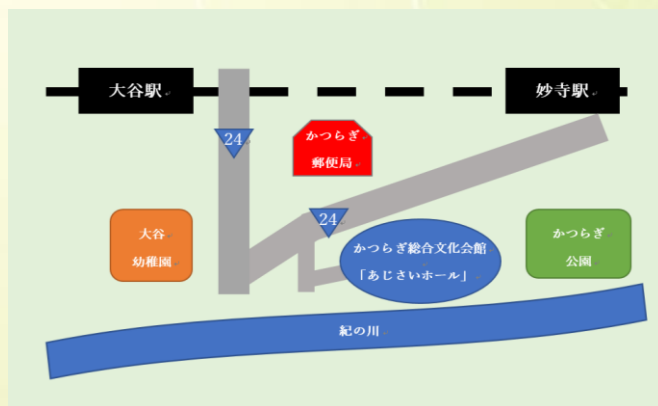 大谷駅
妙寺駅
24
かつらぎ
郵便局
大谷
幼稚園
24
かつらぎ総合文化会館
「あじさいホール」
かつらぎ
公園
紀の川